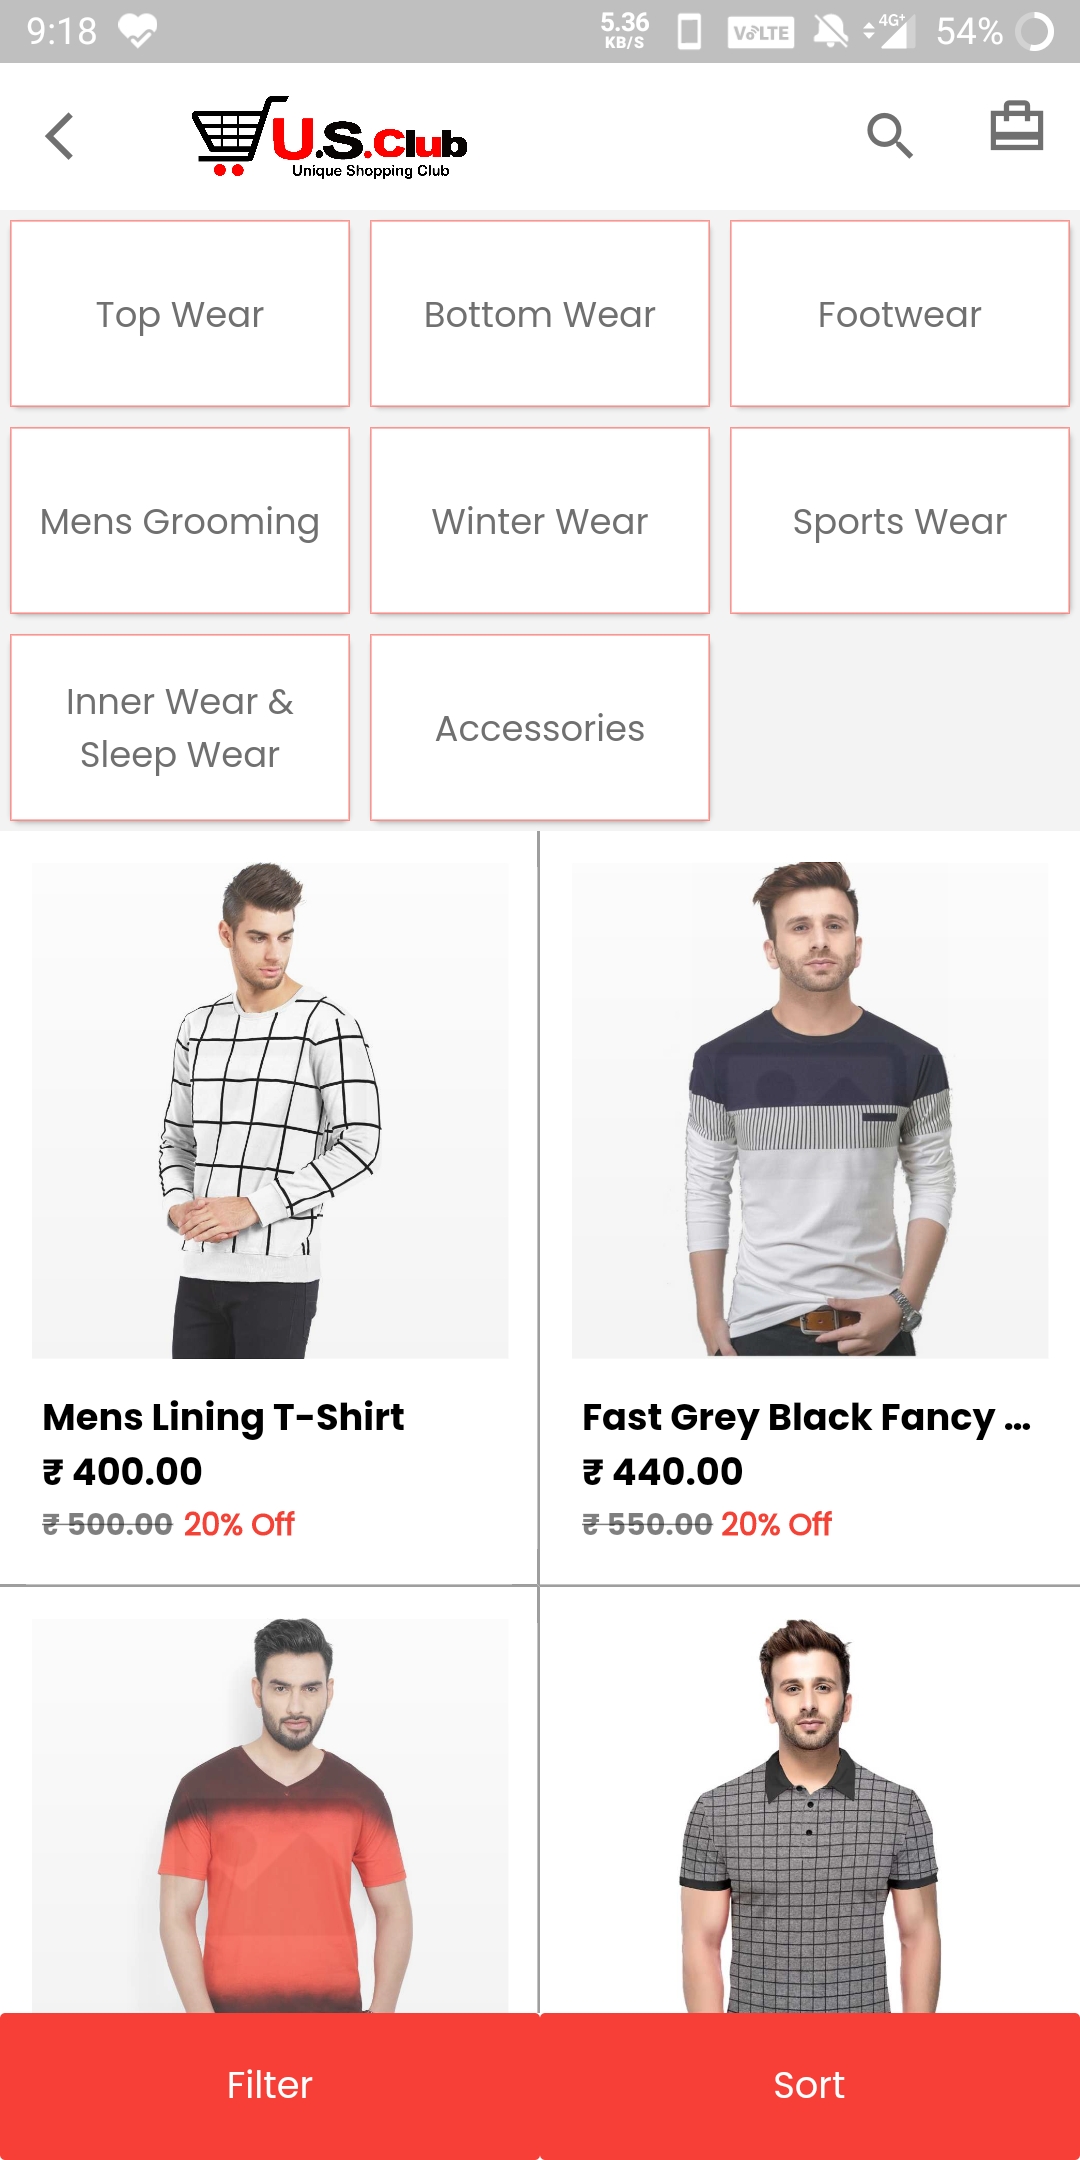 9:18 5.36 KB/S VoLTE 4G+ 54%
U.S.Club
Unique Shopping Club
Top Wear Bottom Wear Footwear
Mens Grooming Winter Wear Sports Wear
Inner Wear &
Sleep Wear
Accessories
Mens Lining T-Shirt
₹ 400.00
₹ 500.00 20% Off
Fast Grey Black Fancy ...
₹ 440.00
₹ 550.00 20% Off
Filter Sort